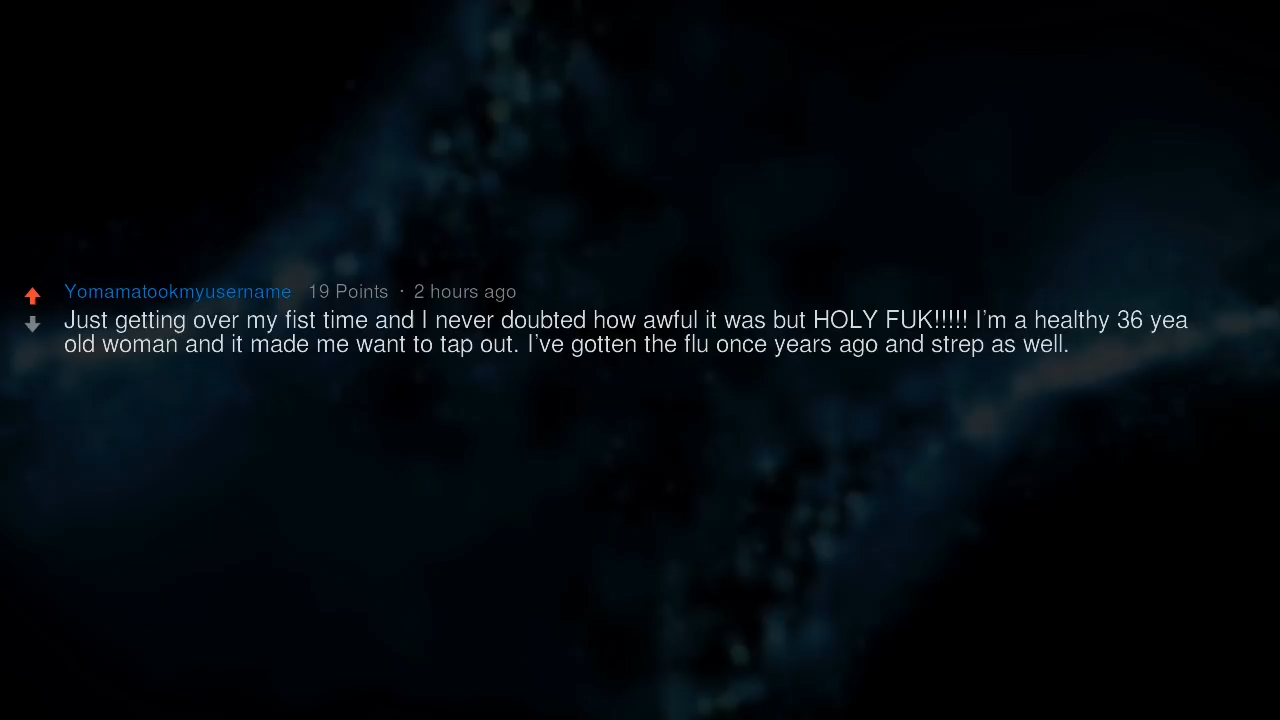 Yomamatookmyusername 19 Points · 2 hours ago
Just getting over my fist time and I never doubted how awful it was but HOLY FUK!!!!! I'm a healthy 36 yea
old woman and it made me want to tap out. I've gotten the flu once years ago and strep as well.